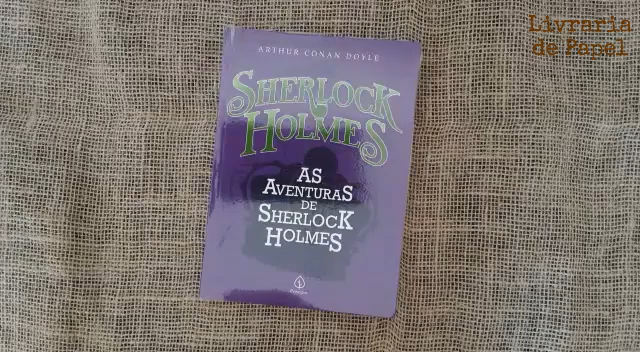 Livraria
de Papel
ARTHUR CONAN DOYLE
SHERLOCK
HOLMES
AS
AVENTURAS
DE
SHERLOCK
HOLMES